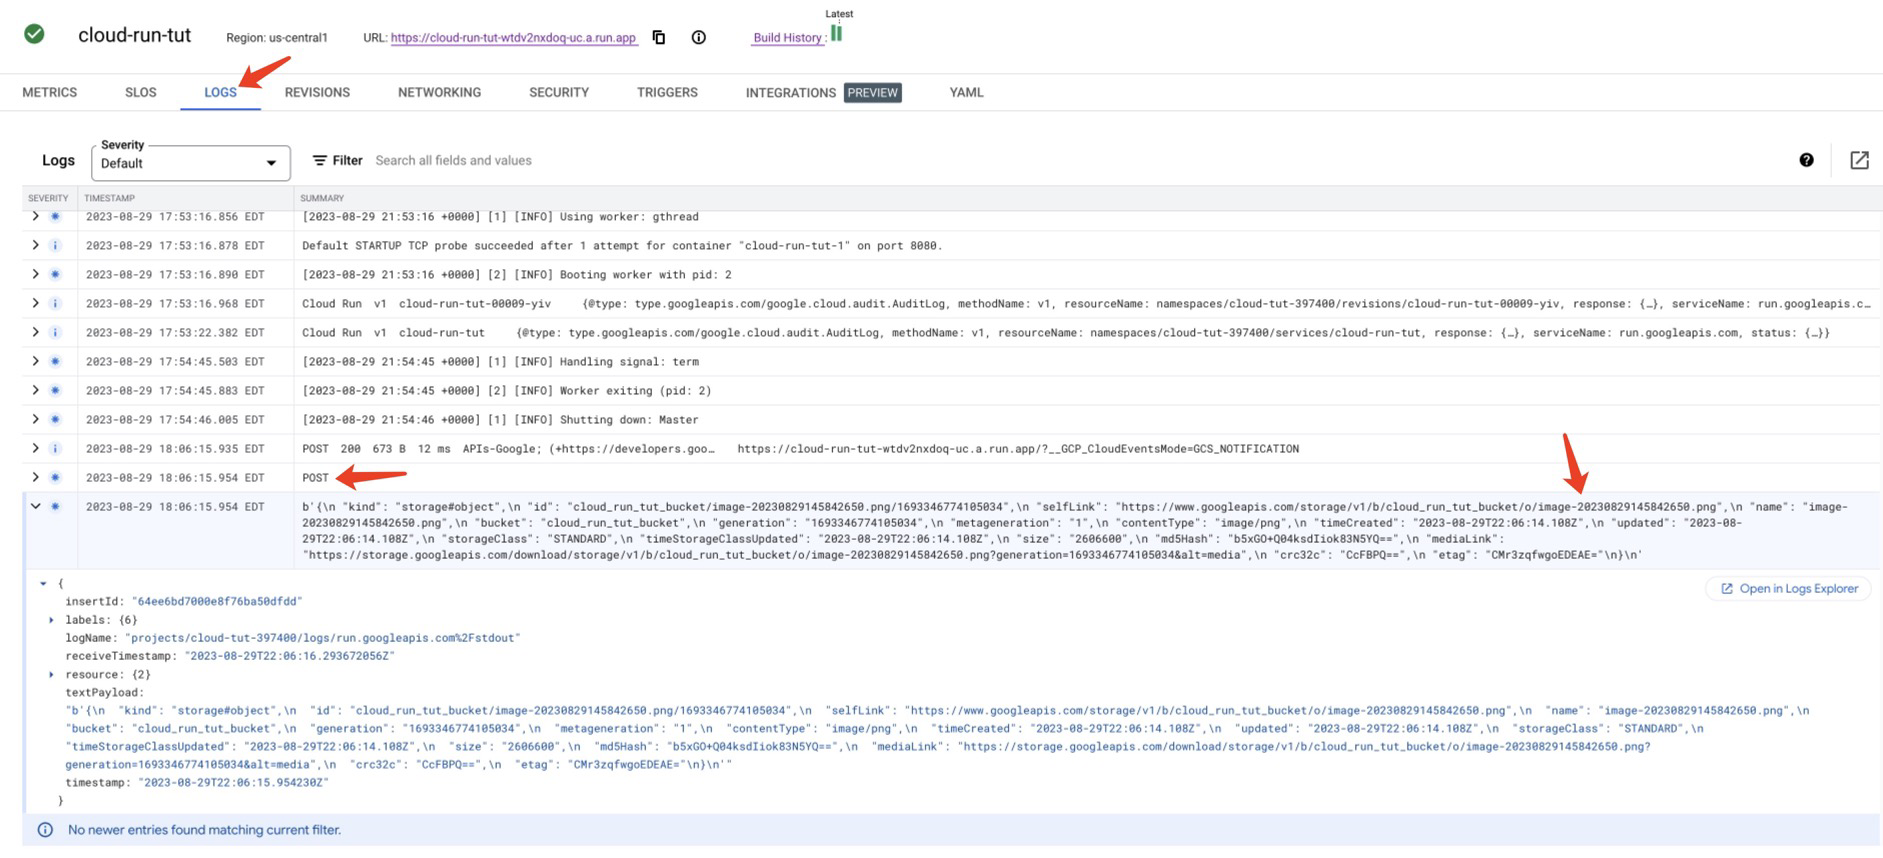 Latest
cloud-run-tut Region: us-central1 URL: https://cloud-run-tut-wtdv2nxdoq-uc.a.run.app Build History :
METRICS SLOS LOGS REVISIONS NETWORKING SECURITY TRIGGERS INTEGRATIONS PREVIEW YAML
Logs Severity Default Filter Search all fields and values
SEVERITY TIMESTAMP SUMMARY
2023-08-29 17:53:16.856 EDT [2023-08-29 21:53:16 +0000] [1] [INFO] Using worker: gthread
2023-08-29 17:53:16.878 EDT Default STARTUP TCP probe succeeded after 1 attempt for container "cloud-run-tut-1" on port 8080.
2023-08-29 17:53:16.890 EDT [2023-08-29 21:53:16 +0000] [2] [INFO] Booting worker with pid: 2
2023-08-29 17:53:16.968 EDT Cloud Run v1 cloud-run-tut-00009-yiv {@type: type.googleapis.com/google.cloud.audit.AuditLog, methodName: v1, resourceName: namespaces/cloud-tut-397400/revisions/cloud-run-tut-00009-yiv, response: {…}, serviceName: run.googleapis.c…
2023-08-29 17:53:22.382 EDT Cloud Run v1 cloud-run-tut {@type: type.googleapis.com/google.cloud.audit.AuditLog, methodName: v1, resourceName: namespaces/cloud-tut-397400/services/cloud-run-tut, response: {…}, serviceName: run.googleapis.com, status: {…}}
2023-08-29 17:54:45.503 EDT [2023-08-29 21:54:45 +0000] [1] [INFO] Handling signal: term
2023-08-29 17:54:45.883 EDT [2023-08-29 21:54:45 +0000] [2] [INFO] Worker exiting (pid: 2)
2023-08-29 17:54:46.005 EDT [2023-08-29 21:54:46 +0000] [1] [INFO] Shutting down: Master
2023-08-29 18:06:15.935 EDT POST 200 673 B 12 ms APIs-Google; (+https://developers.goo… https://cloud-run-tut-wtdv2nxdoq-uc.a.run.app/?__GCP_CloudEventsMode=GCS_NOTIFICATION
2023-08-29 18:06:15.954 EDT POST
2023-08-29 18:06:15.954 EDT b'{\n "kind": "storage#object",\n "id": "cloud_run_tut_bucket/image-20230829145842650.png/1693346774105034",\n "selfLink": "https://www.googleapis.com/storage/v1/b/cloud_run_tut_bucket/o/image-20230829145842650.png",\n "name": "image-
20230829145842650.png",\n "bucket": "cloud_run_tut_bucket",\n "generation": "1693346774105034",\n "metageneration": "1",\n "contentType": "image/png",\n "timeCreated": "2023-08-29T22:06:14.108Z",\n "updated": "2023-08-
29T22:06:14.108Z",\n "storageClass": "STANDARD",\n "timeStorageClassUpdated": "2023-08-29T22:06:14.108Z",\n "size": "2606600",\n "md5Hash": "b5xGO+Q04ksdIiok83N5YQ==",\n "mediaLink":
"https://storage.googleapis.com/download/storage/v1/b/cloud_run_tut_bucket/o/image-20230829145842650.png?generation=1693346774105034&alt=media",\n "crc32c": "CcFBPQ==",\n "etag": "CMr3zqfwgoEDEAE="\n}\n'
{
Open in Logs Explorer
insertId: "64ee6bd7000e8f76ba50dfdd"
labels: {6}
logName: "projects/cloud-tut-397400/logs/run.googleapis.com%2Fstdout"
receiveTimestamp: "2023-08-29T22:06:16.293672056Z"
resource: {2}
textPayload:
"b'{\n "kind": "storage#object",\n "id": "cloud_run_tut_bucket/image-20230829145842650.png/1693346774105034",\n "selfLink": "https://www.googleapis.com/storage/v1/b/cloud_run_tut_bucket/o/image-20230829145842650.png",\n "name": "image-20230829145842650.png",\n
"bucket": "cloud_run_tut_bucket",\n "generation": "1693346774105034",\n "metageneration": "1",\n "contentType": "image/png",\n "timeCreated": "2023-08-29T22:06:14.108Z",\n "updated": "2023-08-29T22:06:14.108Z",\n "storageClass": "STANDARD",\n
"timeStorageClassUpdated": "2023-08-29T22:06:14.108Z",\n "size": "2606600",\n "md5Hash": "b5xGO+Q04ksdIiok83N5YQ==",\n "mediaLink": "https://storage.googleapis.com/download/storage/v1/b/cloud_run_tut_bucket/o/image-20230829145842650.png?
generation=1693346774105034&alt=media",\n "crc32c": "CcFBPQ==",\n "etag": "CMr3zqfwgoEDEAE="\n}\n'"
timestamp: "2023-08-29T22:06:15.954230Z"
}
No newer entries found matching current filter.